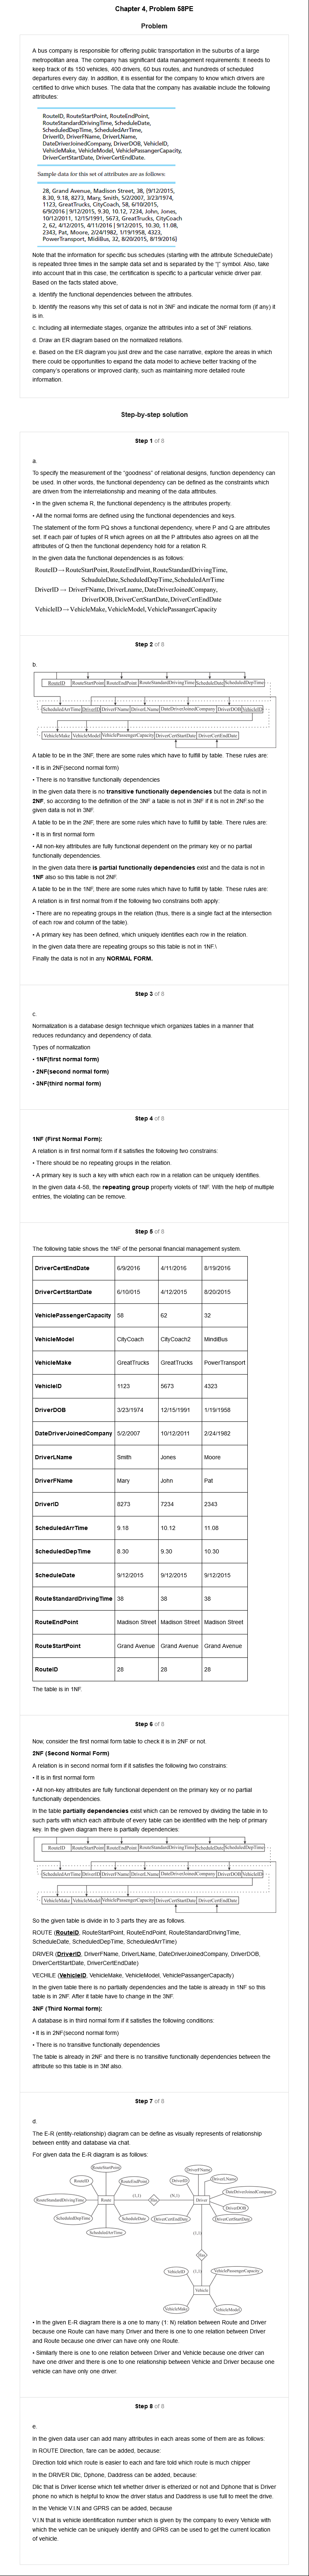 Chapter 4, Problem 58PE
Problem
A bus company is responsible for offering public transportation in the suburbs of a large
metropolitan area. The company has significant data management requirements: It needs to
keep track of its 150 vehicles, 400 drivers, 60 bus routes, and hundreds of scheduled
departures every day. In addition, it is essential for the company to know which drivers are
certified to drive which buses. The data that the company has available include the following
attributes:
RouteID, RouteStartPoint, RouteEndPoint,
RouteStandardDrivingTime, ScheduleDate,
ScheduledDepTime, ScheduledArrTime,
DriverID, DriverFName, DriverLName,
DateDriverJoinedCompany, DriverDOB, VehicleID,
VehicleMake, VehicleModel, VehiclePassengerCapacity,
DriverCertStartDate, DriverCertEndDate.
Sample data for this set of attributes are as follows:
28, Grand Avenue, Madison Street, 38, {9/12/2015,
8.30, 9.18, 8273, Mary, Smith, 5/2/2007, 3/23/1974,
1123, GreatTrucks, CityCoach, 58, 6/10/2015,
6/9/2016 | 9/12/2015, 9.30, 10.12, 7234, John, Jones,
10/12/2011, 12/15/1991, 5673, GreatTrucks, CityCoach
2, 62, 4/12/2015, 4/11/2016 | 9/12/2015, 10.30, 11.08,
2343, Pat, Moore, 2/24/1982, 1/19/1958, 4323,
PowerTransport, MidiBus, 32, 8/20/2015, 8/19/2016}
Note that the information for specific bus schedules (starting with the attribute ScheduleDate)
is repeated three times in the sample data set and is separated by the "|" symbol. Also, take
into account that in this case, the certification is specific to a particular vehicle driver pair.
Based on the facts stated above,
a. Identify the functional dependencies between the attributes.
b. Identify the reasons why this set of data is not in 3NF and indicate the normal form (if any) it
is in.
c. Including all intermediate stages, organize the attributes into a set of 3NF relations.
d. Draw an ER diagram based on the normalized relations.
e. Based on the ER diagram you just drew and the case narrative, explore the areas in which
there could be opportunities to expand the data model to achieve better tracking of the
company's operations or improved clarity, such as maintaining more detailed route
information.
Step-by-step solution
Step 1 of 8
a.
To specify the measurement of the "goodness" of relational designs, function dependency can
be used. In other words, the functional dependency can be defined as the constraints which
are driven from the interrelationship and meaning of the data attributes.
• In the given schema R; the functional dependency is the attributes property.
• All the normal forms are defined using the functional dependencies and keys.
The statement of the form PQ shows a functional dependency, where P and Q are attributes
set. If each pair of tuples of R which agrees on all the P attributes also agrees on all the
attributes of Q then the functional dependency hold for a relation R.
In the given data the functional dependencies is as follows:
RouteID→RouteStartPoint, RouteEndPoint, RouteStandardDrivingTime,
SchduleDate,ScheduledDepTime,ScheduledArrTime
DriverID→ DriverFName, DriverLname, DateDriverJoinedCompany,
DriverDOB, DriverCertStartDate, DriverCertEndDate
VehicleID→VehicleMake, VehicleModel, VehiclePassengerCapacity
Step 2 of 8
b.
RouteID RouteStartPoint RouteEndPoint RouteStandardDrivingTime ScheduleDate ScheduledDepTime
ScheduledArrTime DriverID DriverFName DriverLName DateDriverJoinedCompany DriverDOB VehicleID
VehicleMake VehicleModel VehiclePassengerCapacity DriverCertStartDate DriverCertEndDate
A table to be in the 3NF, there are some rules which have to fulfill by table. These rules are:
• It is in 2NF(second normal form)
• There is no transitive functionally dependencies
In the given data there is no transitive functionally dependencies but the data is not in
2NF, so according to the definition of the 3NF a table is not in 3NF if it is not in 2NF.so the
given data is not in 3NF.
A table to be in the 2NF, there are some rules which have to fulfill by table. There rules are:
• It is in first normal form
• All non-key attributes are fully functional dependent on the primary key or no partial
functionally dependencies.
In the given data there is partial functionally dependencies exist and the data is not in
1NF also so this table is not 2NF.
A table to be in the 1NF, there are some rules which have to fulfill by table. These rules are:
A relation is in first normal from if the following two constrains both apply:
• There are no repeating groups in the relation (thus, there is a single fact at the intersection
of each row and column of the table).
• A primary key has been defined, which uniquely identifies each row in the relation.
In the given data there are repeating groups so this table is not in 1NF.\
Finally the data is not in any NORMAL FORM.
Step 3 of 8
c.
Normalization is a database design technique which organizes tables in a manner that
reduces redundancy and dependency of data.
Types of normalization
• 1NF(first normal form)
• 2NF(second normal form)
• 3NF(third normal form)
Step 4 of 8
1NF (First Normal Form):
A relation is in first normal form if it satisfies the following two constrains:
• There should be no repeating groups in the relation.
• A primary key is such a key with which each row in a relation can be uniquely identifies.
In the given data 4-58, the repeating group property violets of 1NF. With the help of multiple
entries, the violating can be remove.
Step 5 of 8
The following table shows the 1NF of the personal financial management system.
DriverCertEndDate 6/9/2016 4/11/2016 8/19/2016
DriverCertStartDate 6/10/015 4/12/2015 8/20/2015
VehiclePassengerCapacity 58 62 32
VehicleModel CityCoach CityCoach2 MindiBus
VehicleMake GreatTrucks GreatTrucks PowerTransport
VehicleID 1123 5673 4323
DriverDOB 3/23/1974 12/15/1991 1/19/1958
DateDriverJoinedCompany 5/2/2007 10/12/2011 2/24/1982
DriverLName Smith Jones Moore
DriverFName Mary John Pat
DriverID 8273 7234 2343
ScheduledArrTime 9.18 10.12 11.08
ScheduledDepTime 8.30 9.30 10.30
ScheduleDate 9/12/2015 9/12/2015 9/12/2015
RouteStandardDrivingTime 38 38 38
RouteEndPoint Madison Street Madison Street Madison Street
RouteStartPoint Grand Avenue Grand Avenue Grand Avenue
RouteID 28 28 28
The table is in 1NF.
Step 6 of 8
Now, consider the first normal form table to check it is in 2NF or not.
2NF (Second Normal Form)
A relation is in second normal form if it satisfies the following two constrains:
• It is in first normal form
• All non-key attributes are fully functional dependent on the primary key or no partial
functionally dependencies.
In the table partially dependencies exist which can be removed by dividing the table in to
such parts with which each attribute of every table can be identified with the help of primary
key. In the given diagram there is partially dependencies:
RouteID RouteStartPoint RouteEndPoint RouteStandardDrivingTime ScheduleDate ScheduledDepTime
ScheduledArrTime DriverID DriverFName DriverLName DateDriverJoinedCompany DriverDOB VehicleID
VehicleMake VehicleModel VehiclePassengerCapacity DriverCertStartDate DriverCertEndDate
So the given table is divided in to 3 parts they are as follows.
ROUTE (RouteID, RouteStartPoint, RouteEndPoint, RouteStandardDrivingTime,
ScheduleDate, ScheduledDepTime, ScheduledArrTime)
DRIVER (DriverID, DriverFName, DriverLName, DateDriverJoinedCompany, DriverDOB,
DriverCertStartDate, DriverCertEndDate)
VECHILE (VehicleID, VehicleMake, VehicleModel, VehiclePassengerCapacity)
In the given table there is no partially dependencies and the table is already in 1NF so this
table is in 2NF. After it table have to change in the 3NF.
3NF (Third Normal form):
A database is in third normal form if it satisfies the following conditions:
• It is in 2NF(second normal form)
• There is no transitive functionally dependencies
The table is already in 2NF and there is no transitive functionally dependencies between the
attribute so this table is in 3Nf also.
Step 7 of 8
d.
The E-R (entity-relationship) diagram can be define as visually represents of relationship
between entity and database via chat.
For given data the E-R diagram is as follows:
RouteStartPoint
RouteID
RouteEndPoint
RouteStandardDrivingTime
Route
(1,1)
Has
(N,1)
ScheduledDepTime
ScheduleDate
ScheduledArrTime
DriverFName
DriverID
DriverLName
DateDriverJoinedCompany
Driver
DriverDOB
DriverCertEndDate
DriverCertStartDate
(1,1)
Has
(1,1)
VehicleID
VehiclePassengerCapacity
Vehicle
VehicleMake
VehicleModel
• In the given E-R diagram there is a one to many (1: N) relation between Route and Driver
because one Route can have many Driver and there is one to one relation between Driver
and Route because one driver can have only one Route.
• Similarly there is one to one relation between Driver and Vehicle because one driver can
have one driver and there is one to one relationship between Vehicle and Driver because one
vehicle can have only one driver.
Step 8 of 8
e.
In the given data user can add many attributes in each areas some of them are as follows:
In ROUTE Direction, fare can be added, because:
Direction told which route is easier to each and fare told which route is much chipper
In the DRIVER Dlic, Dphone, Daddress can be added, because:
Dlic that is Driver license which tell whether driver is etherized or not and Dphone that is Driver
phone no which is helpful to know the driver status and Daddress is use full to meet the drive.
In the Vehicle V.I.N and GPRS can be added, because
V.I.N that is vehicle identification number which is given by the company to every Vehicle with
which the vehicle can be uniquely identify and GPRS can be used to get the current location
of vehicle.